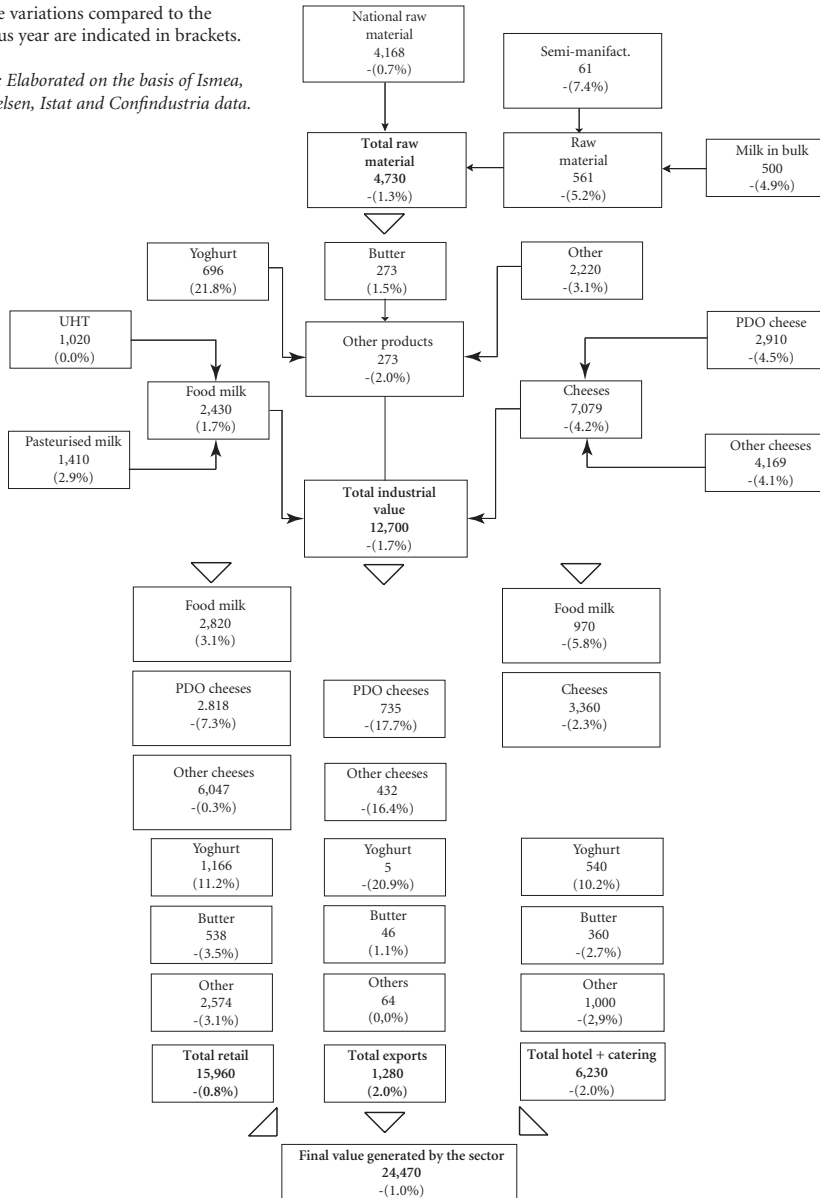 e variations compared to the
us year are indicated in brackets.
: Elaborated on the basis of Ismea,
elsen, Istat and Confindustria data.
National raw
material
4,168
-(0.7%)
Semi-manifact.
61
-(7.4%)
Total raw
material
4,730
-(1.3%)
Raw
material
561
-(5.2%)
Milk in bulk
500
-(4.9%)
Yoghurt
696
(21.8%)
Butter
273
(1.5%)
Other
2,220
-(3.1%)
UHT
1,020
(0.0%)
Other products
273
-(2.0%)
PDO cheese
2,910
-(4.5%)
Food milk
2,430
(1.7%)
Cheeses
7,079
-(4.2%)
Pasteurised milk
1,410
(2.9%)
Other cheeses
4,169
-(4.1%)
Total industrial
value
12,700
-(1.7%)
Food milk
2,820
(3.1%)
Food milk
970
-(5.8%)
PDO cheeses
2.818
-(7.3%)
PDO cheeses
735
-(17.7%)
Cheeses
3,360
-(2.3%)
Other cheeses
6,047
-(0.3%)
Other cheeses
432
-(16.4%)
Yoghurt
1,166
(11.2%)
Yoghurt
5
-(20.9%)
Yoghurt
540
(10.2%)
Butter
538
-(3.5%)
Butter
46
(1.1%)
Butter
360
-(2.7%)
Other
2,574
-(3.1%)
Others
64
(0,0%)
Other
1,000
-(2,9%)
Total retail
15,960
-(0.8%)
Total exports
1,280
(2.0%)
Total hotel + catering
6,230
-(2.0%)
Final value generated by the sector
24,470
-(1.0%)